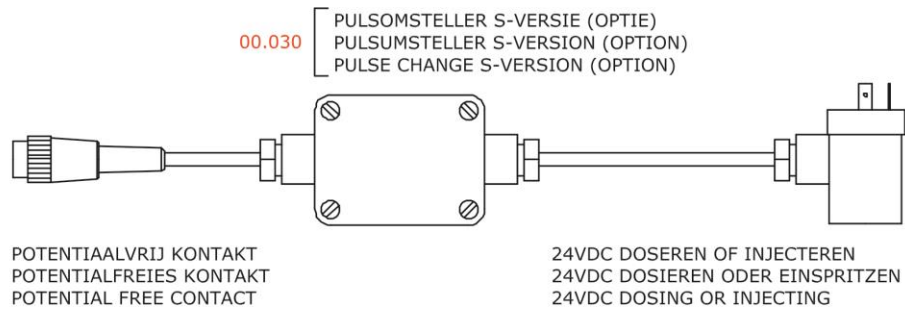 00.030
PULSOMSTELLER S-VERSIE (OPTIE)
PULSUMSTELLER S-VERSION (OPTION)
PULSE CHANGE S-VERSION (OPTION)
POTENTIAALVRIJ KONTAKT
POTENTIALFREIES KONTAKT
POTENTIAL FREE CONTACT
24VDC DOSEREN OF INJECTEREN
24VDC DOSIEREN ODER EINSPRITZEN
24VDC DOSING OR INJECTING